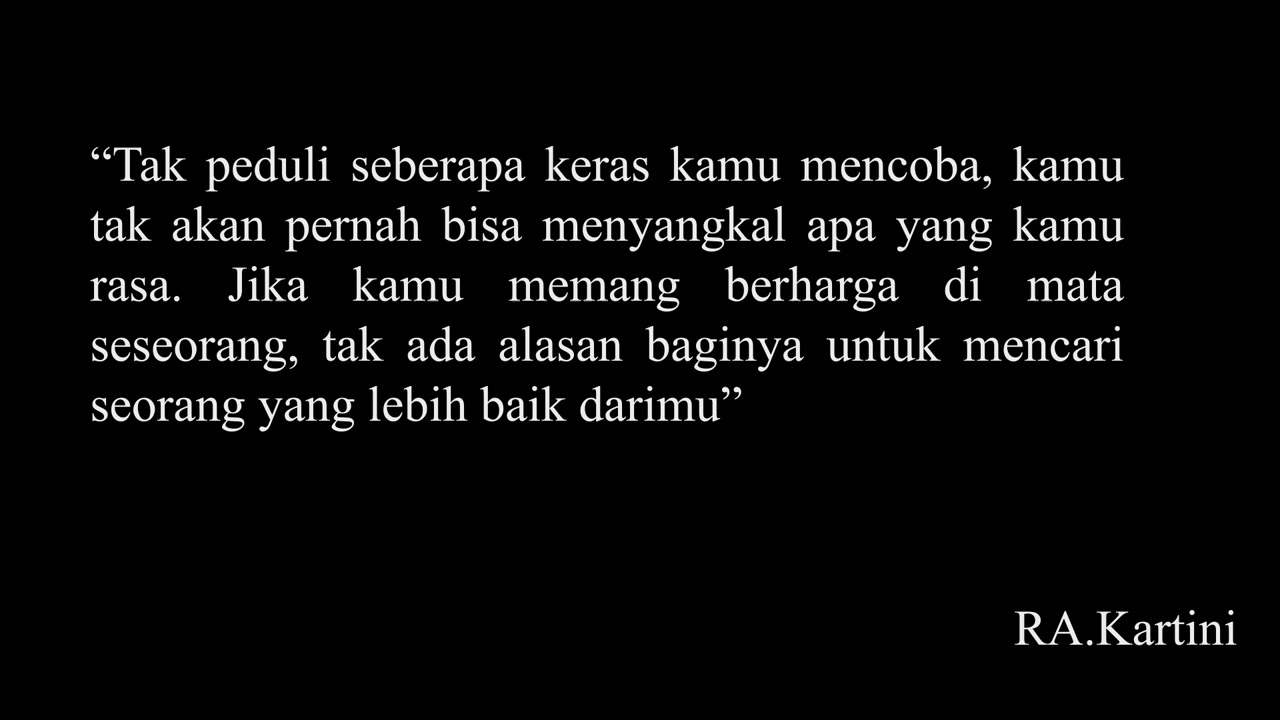 “Tak peduli seberapa keras kamu mencoba, kamu
tak akan pernah bisa menyangkal apa yang kamu
rasa. Jika kamu memang berharga di mata
seseorang, tak ada alasan baginya untuk mencari
seorang yang lebih baik darimu”
RA.Kartini